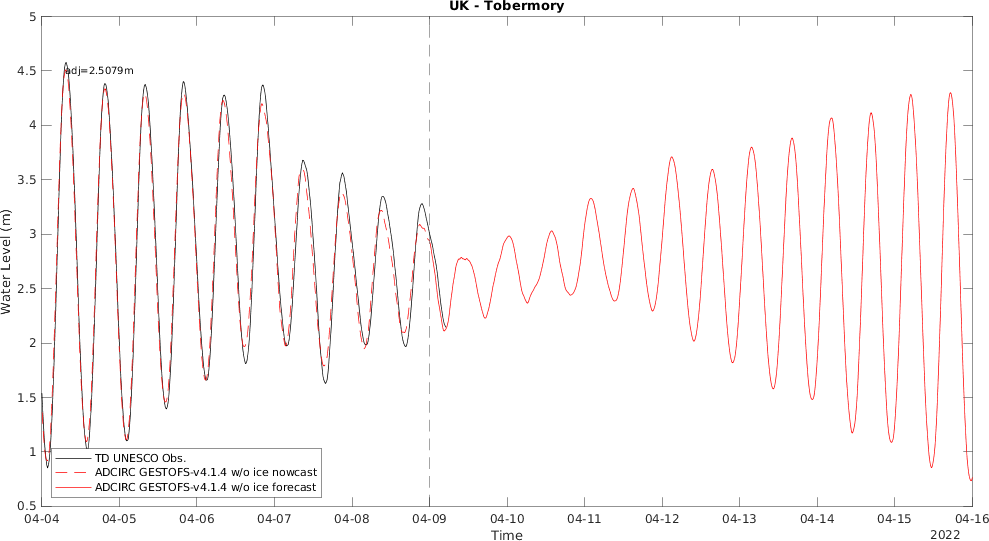 UK - Tobermory
adj=2.5079m
Water Level (m)
5
4.5
4
3.5
3
2.5
2
1.5
1
0.5
TD UNESCO Obs.
ADCIRC GESTOFS-v4.1.4 w/o ice nowcast
ADCIRC GESTOFS-v4.1.4 w/o ice forecast
04-04 04-05 04-06 04-07 04-08 04-09 04-10 04-11 04-12 04-13 04-14 04-15 04-16
Time
2022